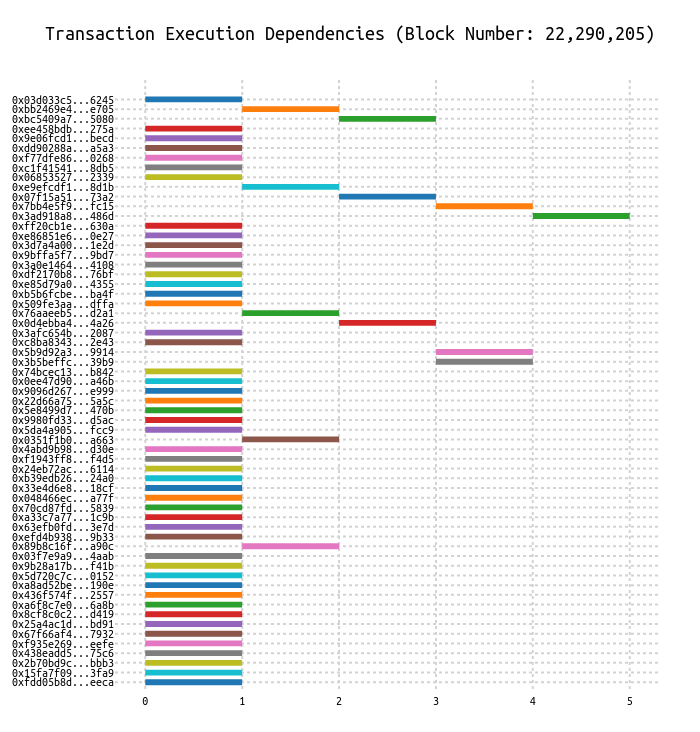 Transaction Execution Dependencies (Block Number: 22,290,205)
0x03d033c5...6245
0xbb2469e4...e705
0xbc5409a7...5080
0xee458bdb...275a
0x9e06fcd1...becd
0xdd90288a...a5a3
0xf77dfe86...0268
0xc1f41541...8db5
0x06853527...2339
0xe9efcdf1...8d1b
0x07f15a51...73a2
0x7bb4e5f9...fc15
0x3ad918a8...486d
0xff20cb1e...630a
0xe86851e6...0e27
0x3d7a4a00...1e2d
0x9bffa5f7...9bd7
0x3a0e1464...4108
0xdf2170b8...76bf
0xe85d79a0...4355
0xb5b6fcbe...ba4f
0x509fe3aa...dffa
0x76aaeeb5...d2a1
0x0d4ebba4...4a26
0x3afc654b...2087
0xc8ba8343...2e43
0x5b9d92a3...9914
0x3b5beffc...39b9
0x74bcec13...b842
0x0ee47d90...a46b
0x9096d267...e999
0x22d66a75...5a5c
0x5e8499d7...470b
0x9980fd33...d5ac
0x5da4a905...fcc9
0x0351f1b0...a663
0x4abd9b98...d30e
0xf1943ff8...f4d5
0x24eb72ac...6114
0xb39edb26...24a0
0x33e4d6e8...18cf
0x048466ec...a77f
0x70cd87fd...5839
0xa33c7a77...1c9b
0x63efb0fd...3e7d
0xefd4b938...9b33
0x89b8c16f...a90c
0x03f7e9a9...4aab
0x9b28a17b...f41b
0x5d720c7c...0152
0xa8ad52be...190e
0x436f574f...2557
0xa6f8c7e0...6a8b
0x8cf8c0c2...d419
0x25a4ac1d...bd91
0x67f66af4...7932
0xf935e269...eefe
0x438eadd5...75c6
0x2b70bd9c...bbb3
0x15fa7f09...3fa9
0xfdd05b8d...eeca
0 1 2 3 4 5